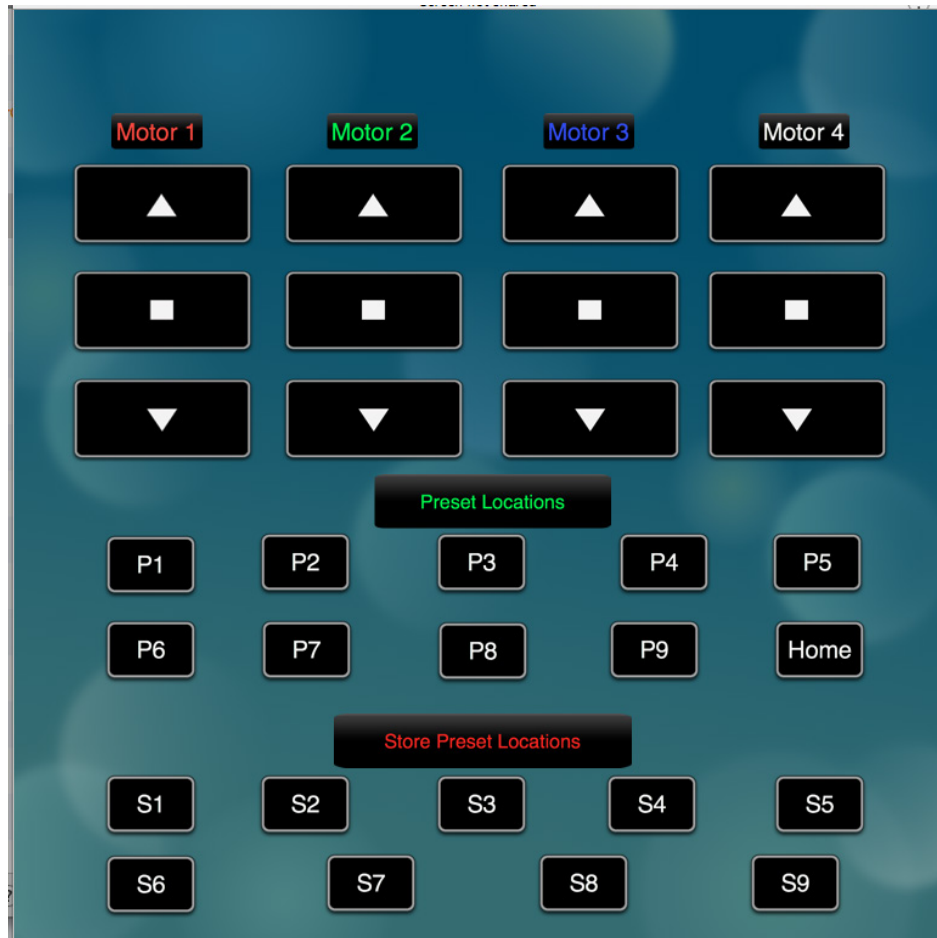 Motor 1 Motor 2 Motor 3 Motor 4
Preset Locations
P1 P2 P3 P4 P5
P6 P7 P8 P9 Home
Store Preset Locations
S1 S2 S3 S4 S5
S6 S7 S8 S9